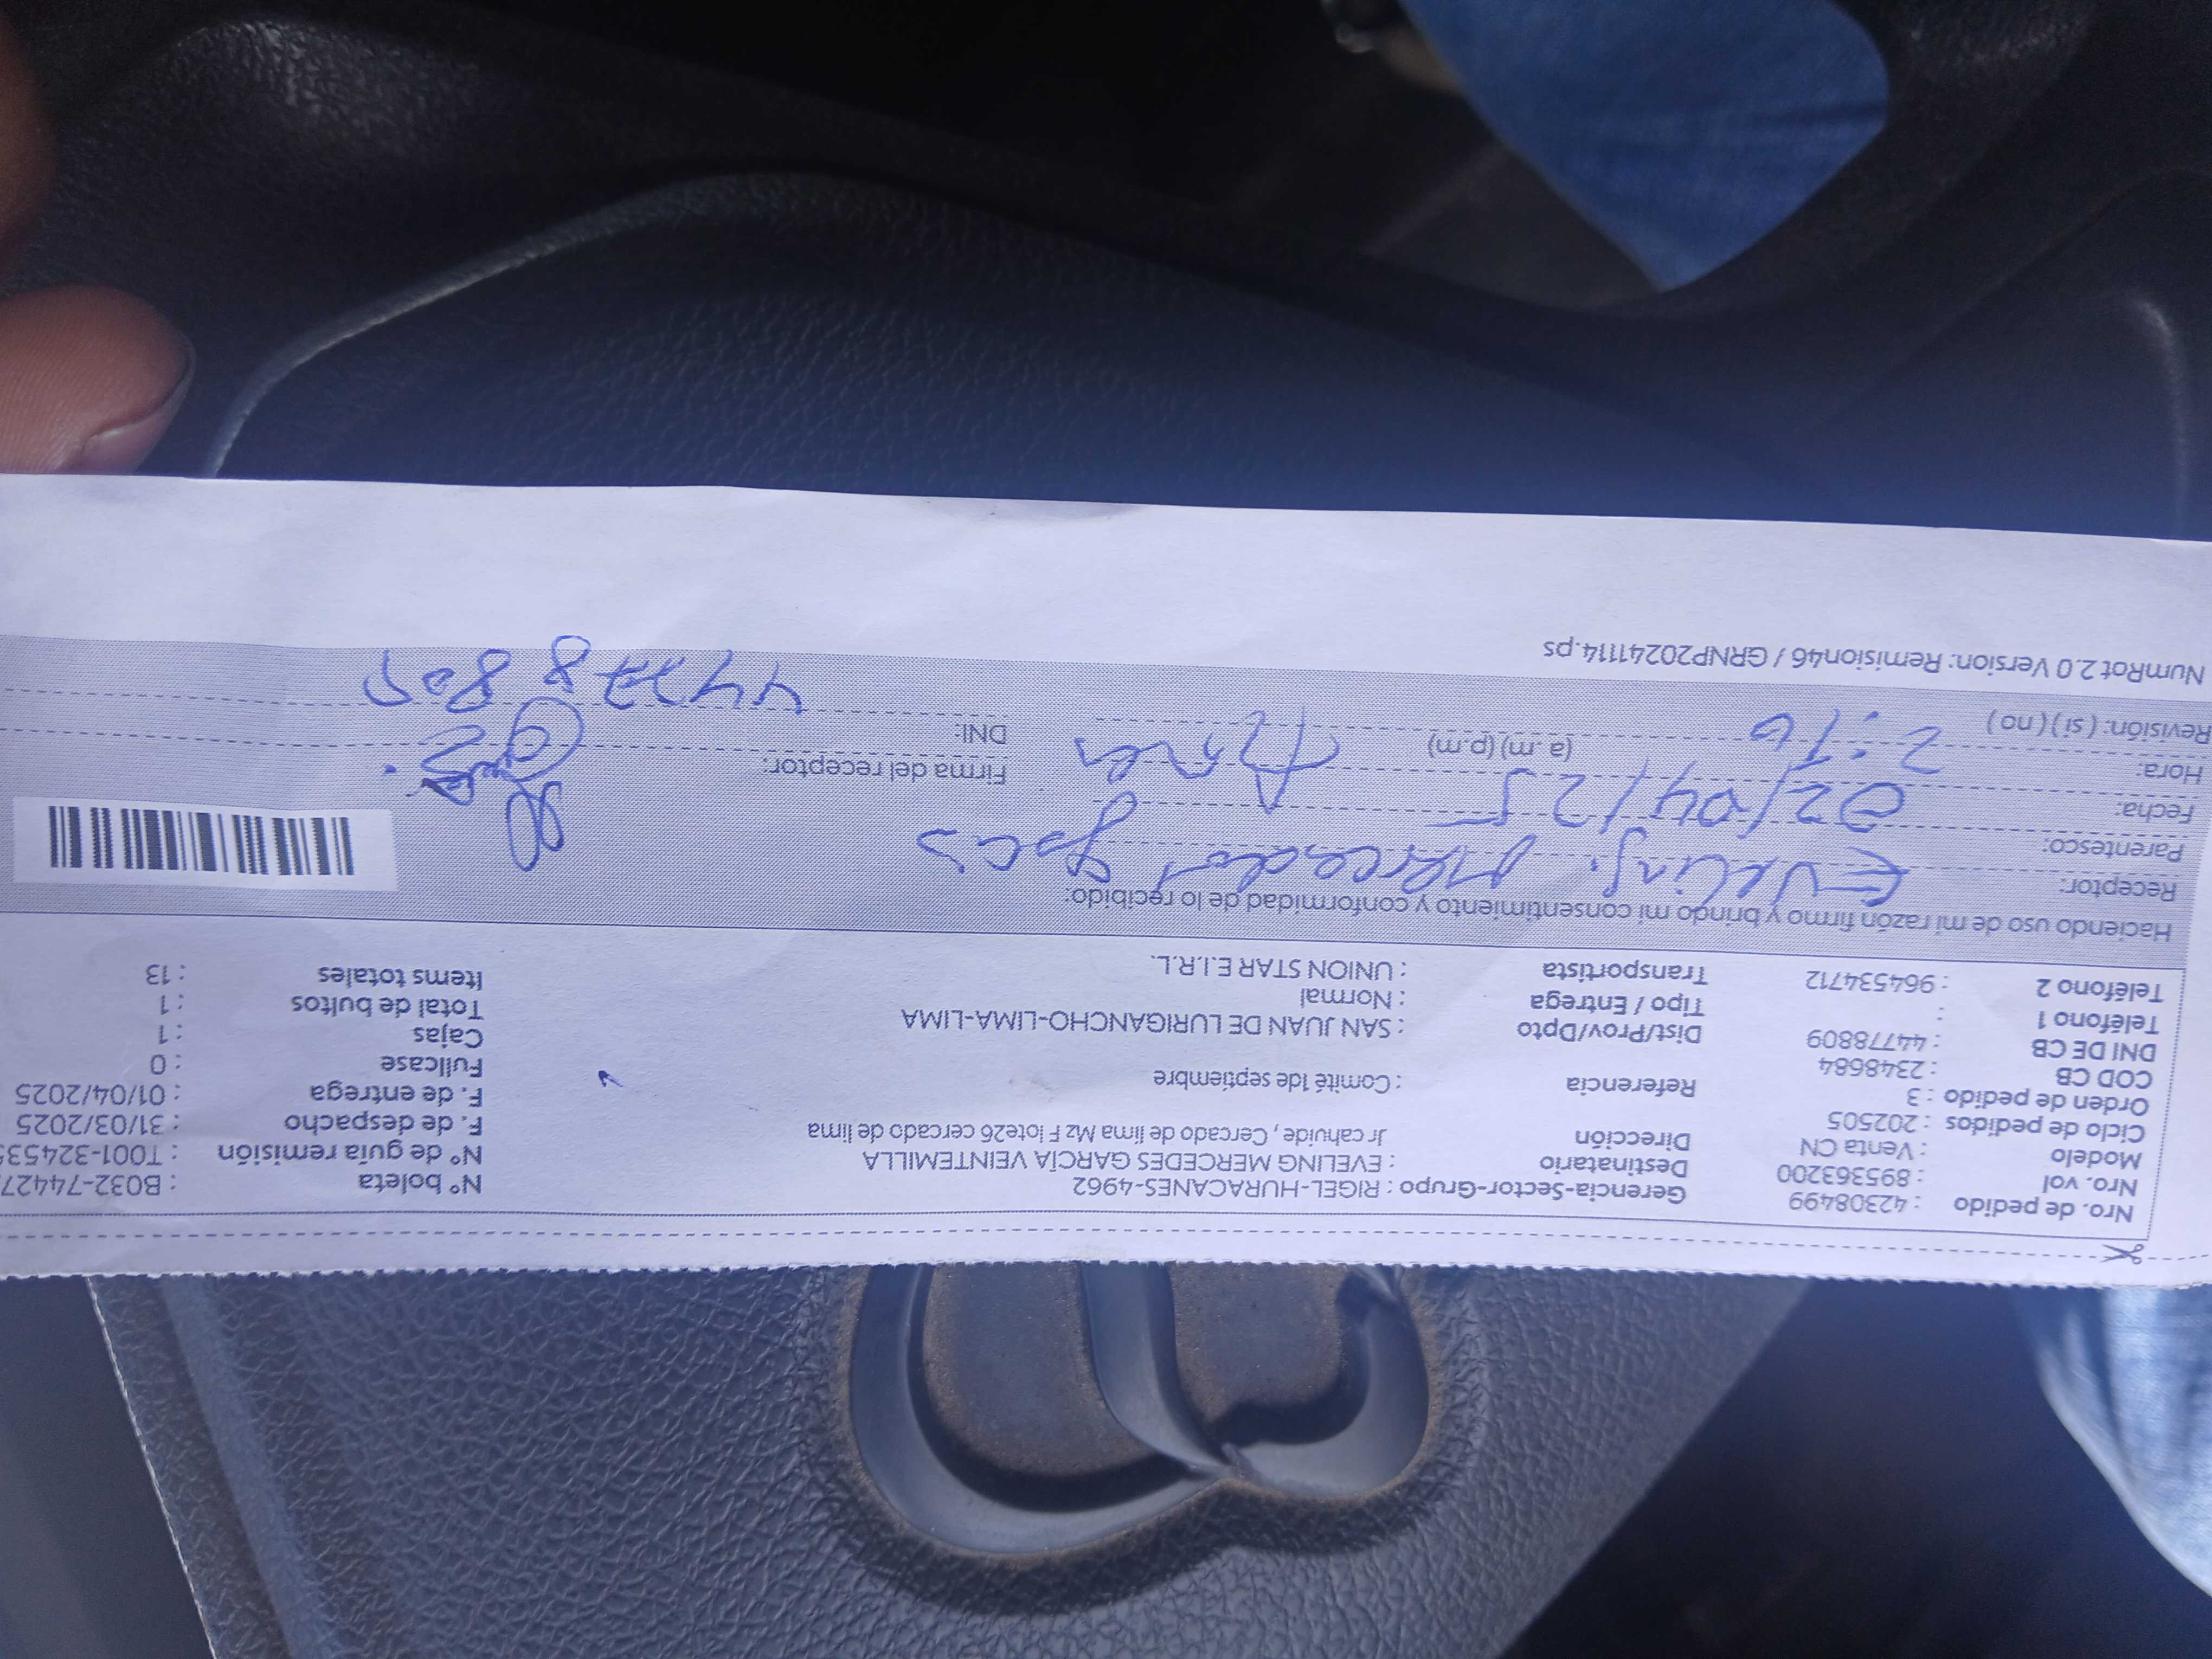 Nro. de pedido : 42308499 Gerencia-Sector-Grupo : RIGEL-HURACANES-4962 N° boleta : B032-74427
Nro. vol : 895363200 Destinatario : EVELING MERCEDES GARCÍA VEINTEMILLA N° de guía remisión : T001-324535
Modelo : Venta CN Dirección Jr cahuide , Cercado de lima Mz F lote26 cercado de lima F. de despacho : 31/03/2025
Ciclo de pedidos : 202505 F. de entrega : 01/04/2025
Orden de pedido : 3 Referencia : Comité 1de septiembre Fullcase : 0
COD CB : 2348684 Cajas : 1
DNI DE CB : 44778809 Dist/Prov/Dpto : SAN JUAN DE LURIGANCHO-LIMA-LIMA Total de bultos : 1
Teléfono 1 : Tipo / Entrega : Normal Items totales : 13
Teléfono 2 : 964534712 Transportista : UNION STAR E.I.R.L.
Haciendo uso de mi razón firmo y brindo mi consentimiento y conformidad de lo recibido:
Receptor: Eveling Mercedes
Parentesco:
Fecha: 02/04/25 Firma del receptor:
Hora: 2:16 (a.m) (p.m) DNI:
Revisión: ( si ) ( no )
NumRot 2.0 Version: Remision46 / GRNP20241114.ps